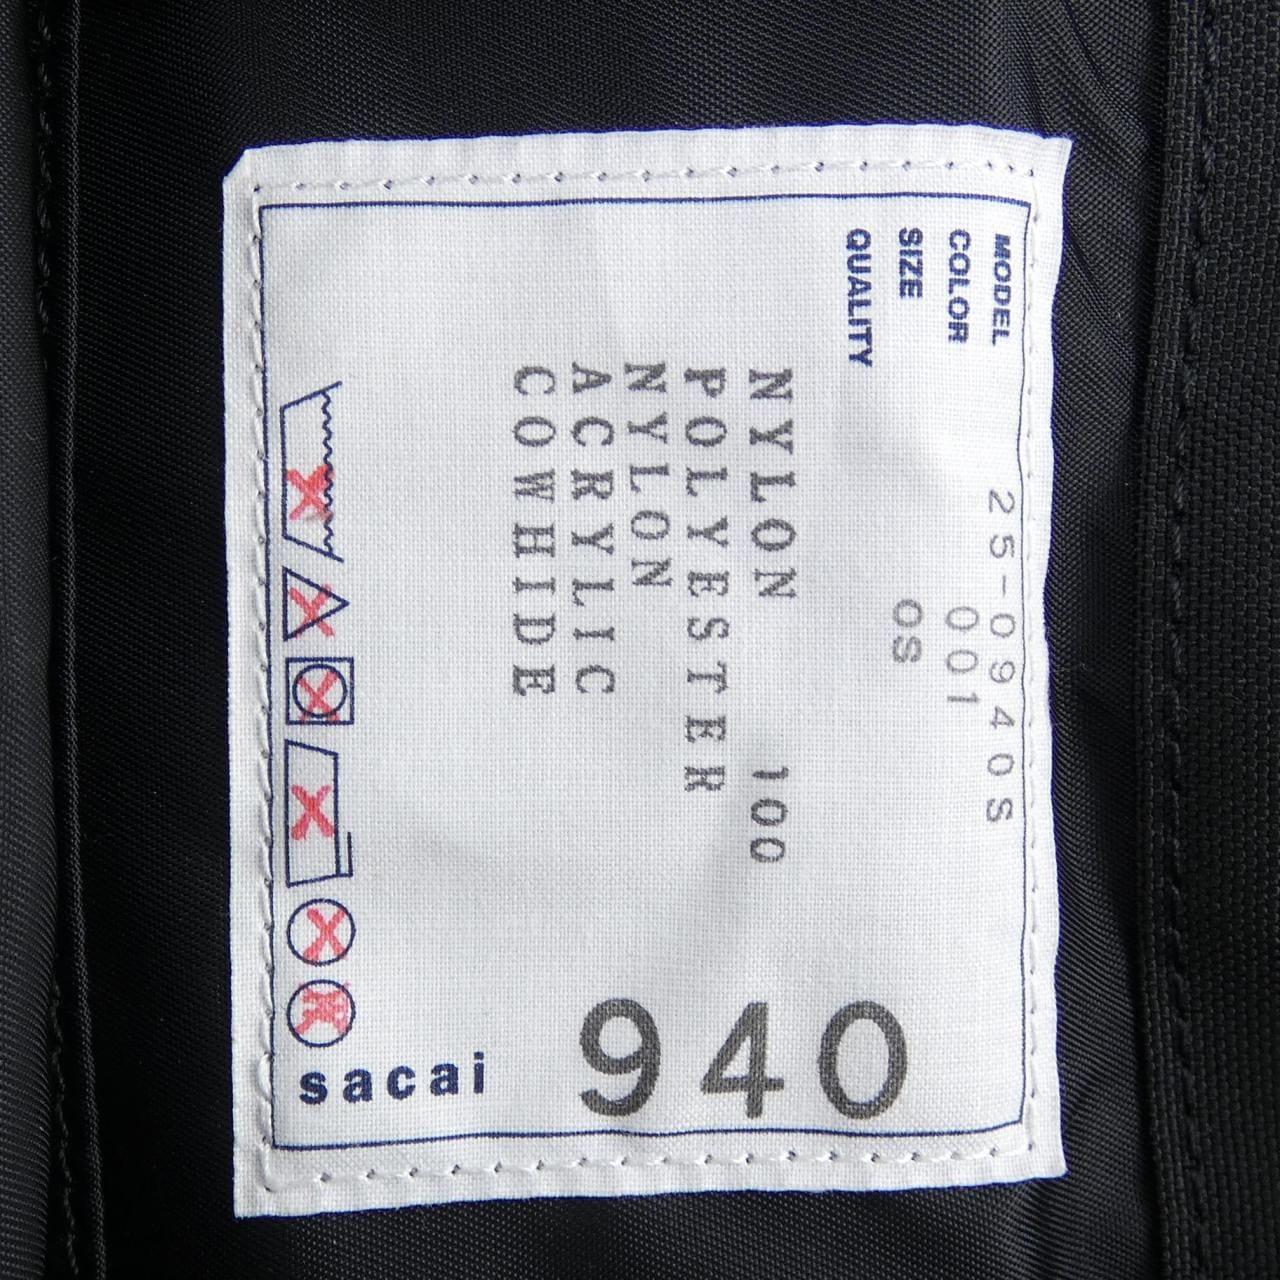 MODEL 25-0940S
COLOR 001
SIZE OS
QUALITY
NYLON 100
POLYESTER
NYLON
ACRYLIC
COWHIDE
940
sacai